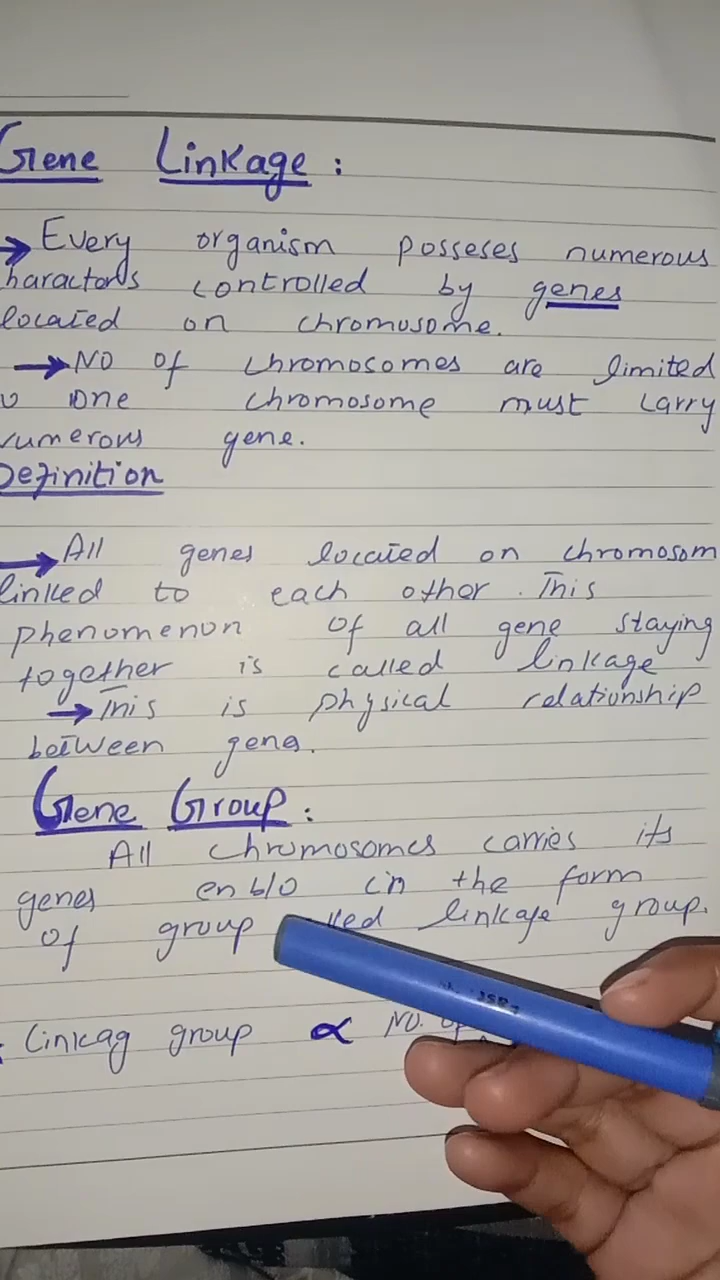 Gene Linkage :
→ Every organism posseses numerous
haractors controlled by genes
located on chromosome.
→ No of chromosomes are limited
one chromosome must carry
numerous gene.
Definition
→ All genes located on chromosom
linked to each other. This
phenomenon of all gene staying
together is called linkage
→ This is physical relationship
between gene.
Gene Group :
All chromosomes carries its
genes enblo in the form
of group lled linkage group.
Linkag group ∝ No. of